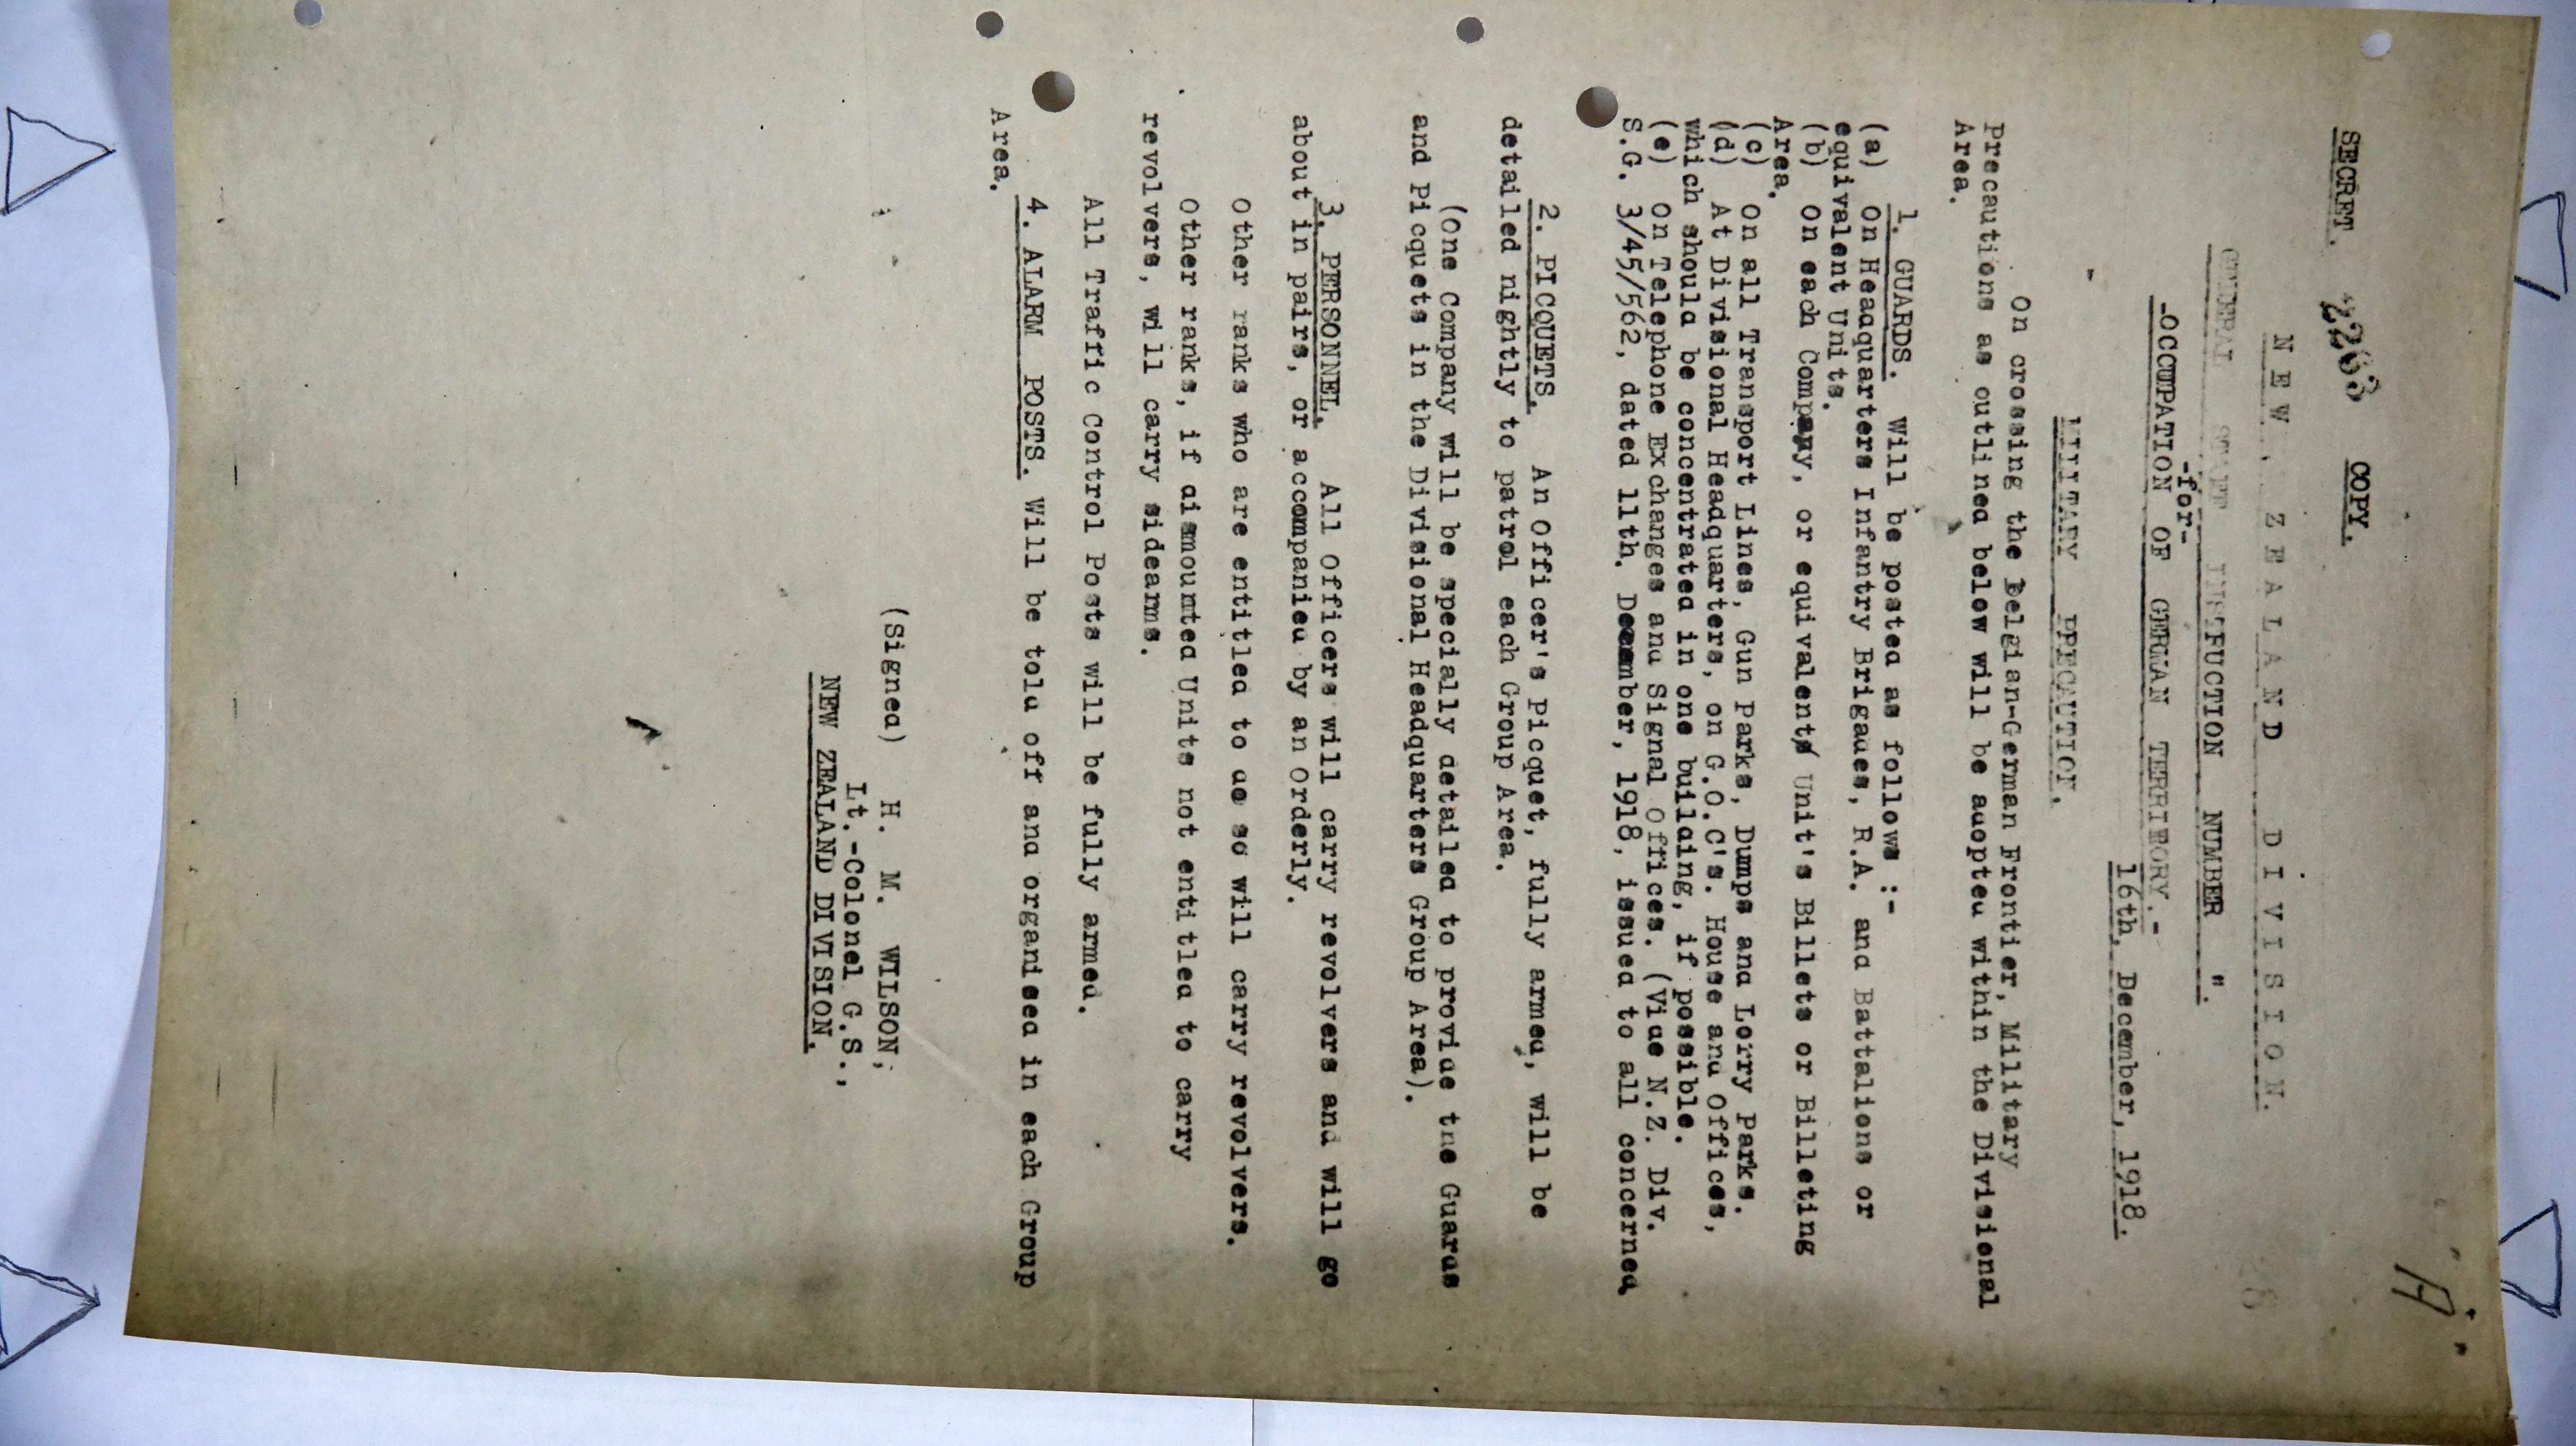 "A"
SECRET. 2263 COPY.
28
NEW ZEALAND DIVISION.
GENERAL STAFF INSTRUCTION NUMBER ".
-for-
-OCCUPATION OF GERMAN TERRIEORY.-
16th, December, 1918.
MILITARY PRECAUTION.
On crossing the Belgian-German Frontier, Military
Precautions as outlined below will be adopted within the Divisional
Area.
1. GUARDS. Will be posted as follows :-
(a) On Headquarters Infantry Brigades, R.A. and Battalions or
equivalent Units.
(b) On each Company, or equivalent Unit's Billets or Billeting
Area.
(c) On all Transport Lines, Gun Parks, Dumps and Lorry Parks.
(d) At Divisional Headquarters, on G.O.C's. House and Offices,
which should be concentrated in one building, if possible.
(e) On Telephone Exchanges and Signal Offices. (Vide N.Z. Div.
S.G. 3/45/562, dated 11th. December, 1918, issued to all concerned
2. PICQUETS. An Officer's Picquet, fully armed, will be
detailed nightly to patrol each Group Area.
(One Company will be specially detailed to provide the Guards
and Picquets in the Divisional Headquarters Group Area).
3. PERSONNEL. All Officers will carry revolvers and will go
about in pairs, or accompanied by an Orderly.
Other ranks who are entitled to do so will carry revolvers.
Other ranks, if dismounted Units not entitled to carry
revolvers, will carry sidearms.
All Traffic Control Posts will be fully armed.
4. ALARM POSTS. Will be told off and organised in each Group
Area.
(Signed) H. M. WILSON,
Lt.-Colonel G.S.,
NEW ZEALAND DIVISION.